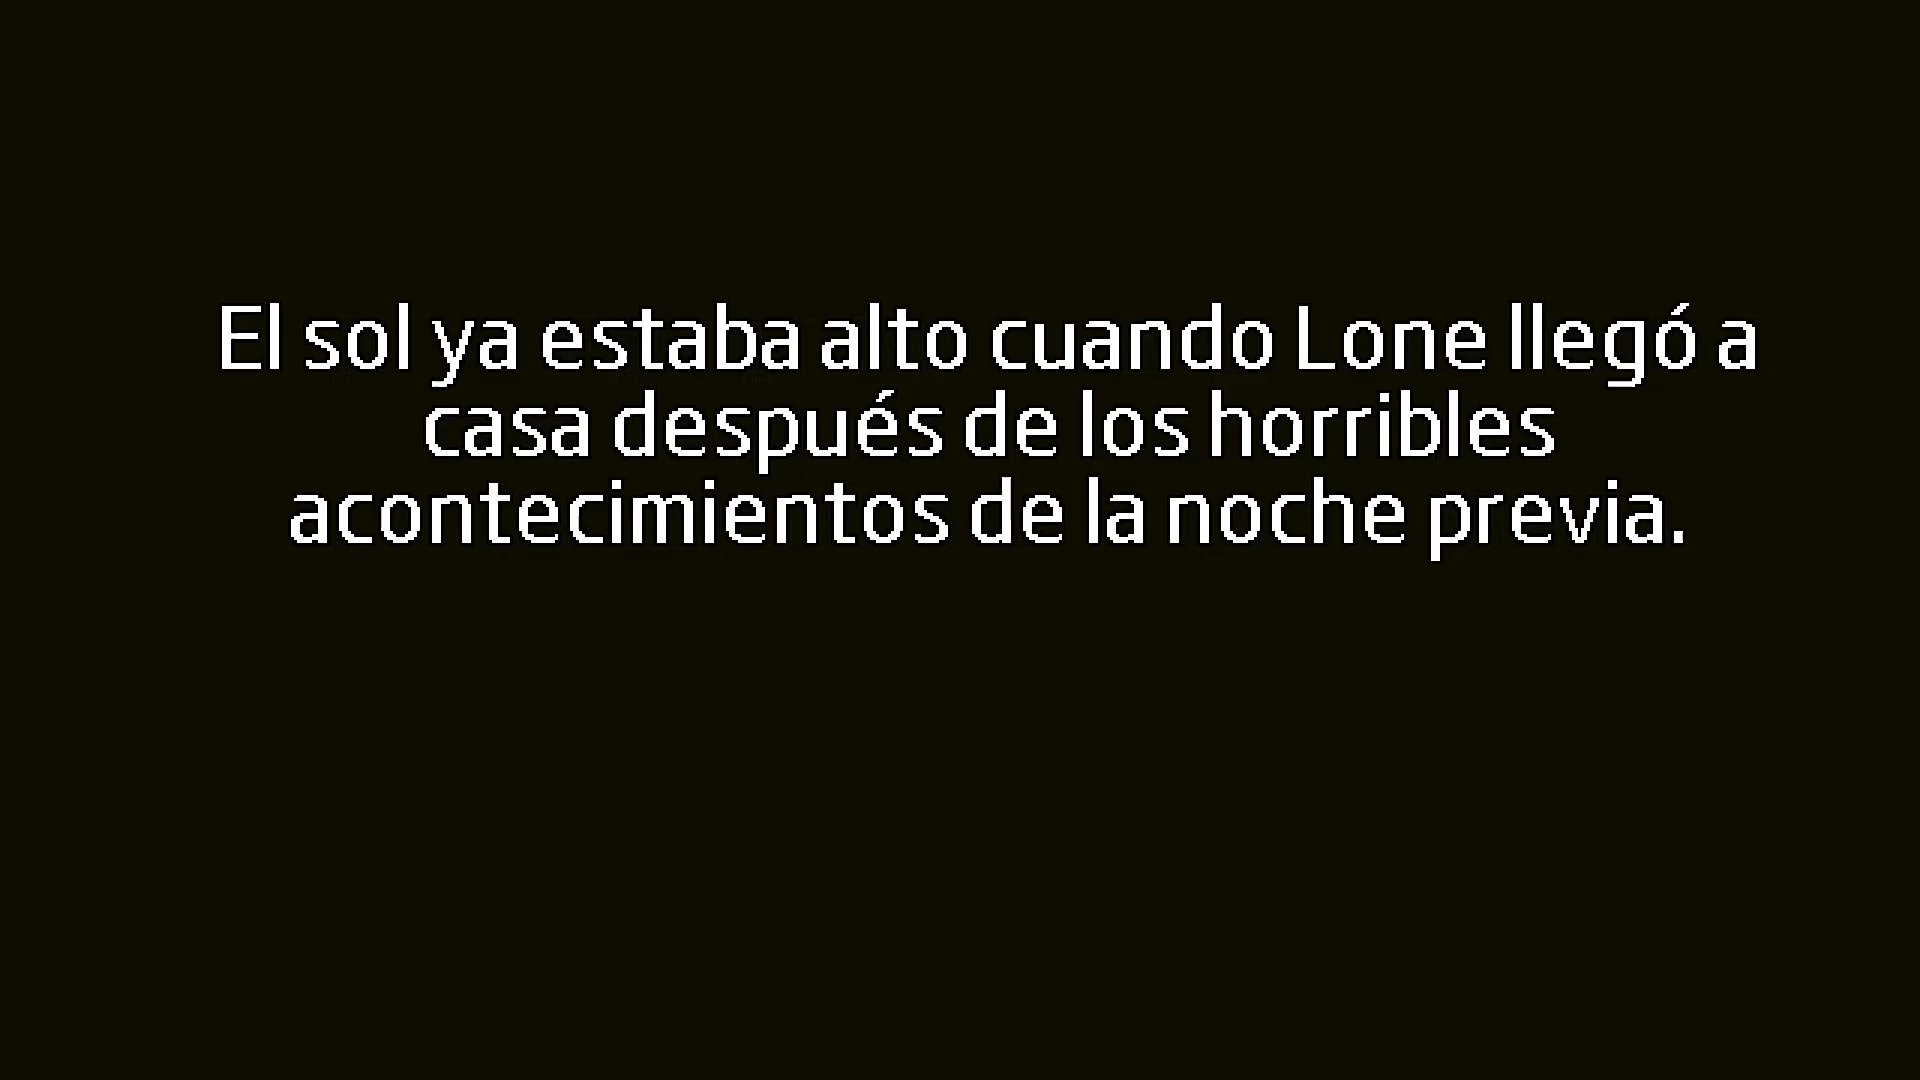 El sol ya estaba alto cuando Lone llegó a
casa después de los horribles
acontecimientos de la noche previa.